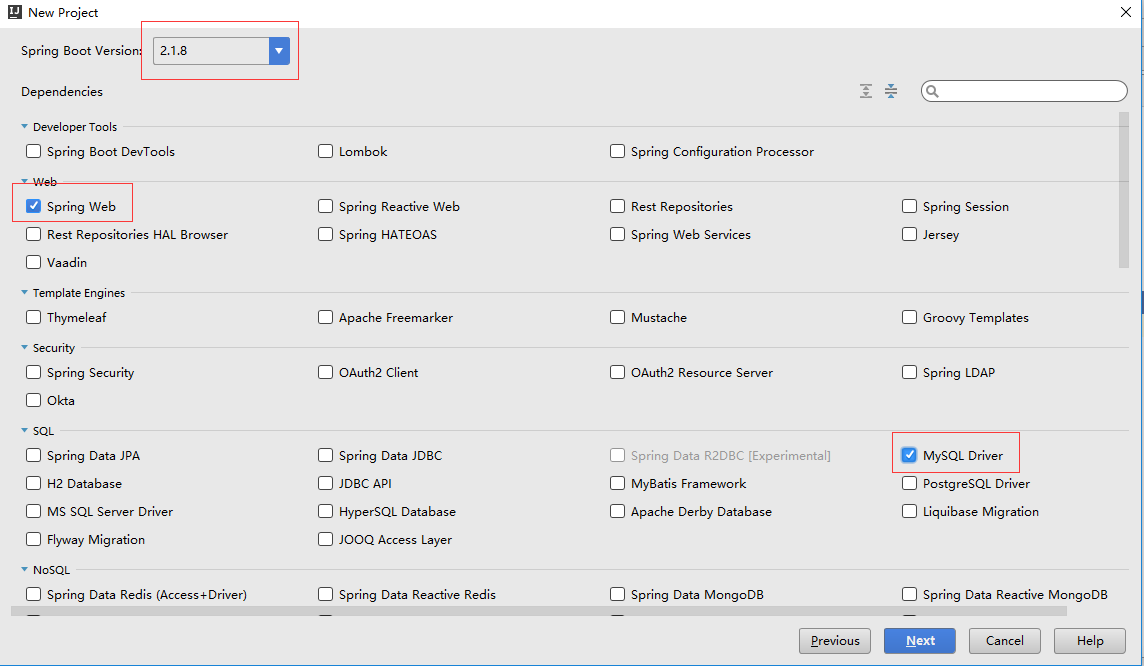 New Project
Spring Boot Version: 2.1.8
Dependencies
Developer Tools
Spring Boot DevTools Lombok Spring Configuration Processor
Web
Spring Web Spring Reactive Web Rest Repositories Spring Session
Rest Repositories HAL Browser Spring HATEOAS Spring Web Services Jersey
Vaadin
Template Engines
Thymeleaf Apache Freemarker Mustache Groovy Templates
Security
Spring Security OAuth2 Client OAuth2 Resource Server Spring LDAP
Okta
SQL
Spring Data JPA Spring Data JDBC Spring Data R2DBC [Experimental] MySQL Driver
H2 Database JDBC API MyBatis Framework PostgreSQL Driver
MS SQL Server Driver HyperSQL Database Apache Derby Database Liquibase Migration
Flyway Migration JOOQ Access Layer
NoSQL
Spring Data Redis (Access+Driver) Spring Data Reactive Redis Spring Data MongoDB Spring Data Reactive MongoDB
Previous Next Cancel Help